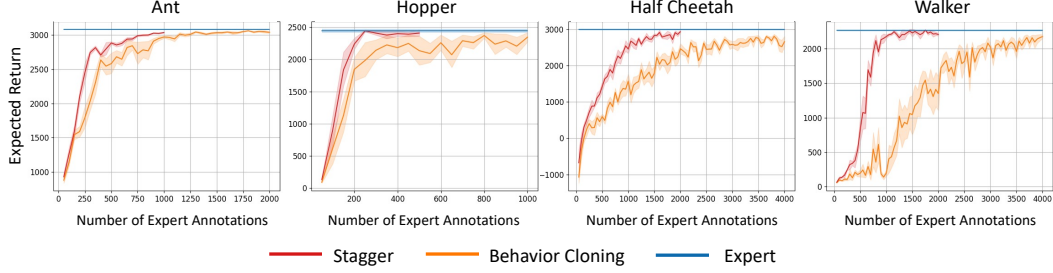 Ant
Hopper
Half Cheetah
Walker
Expected Return
3000
2500
2000
1500
1000
0 250 500 750 1000 1250 1500 1750 2000
Number of Expert Annotations
2500
2000
1500
1000
500
0
200 400 600 800 1000
Number of Expert Annotations
3000
2000
1000
0
−1000
0 500 1000 1500 2000 2500 3000 3500 4000
Number of Expert Annotations
2000
1500
1000
500
0
0 500 1000 1500 2000 2500 3000 3500 4000
Number of Expert Annotations
Stagger
Behavior Cloning
Expert